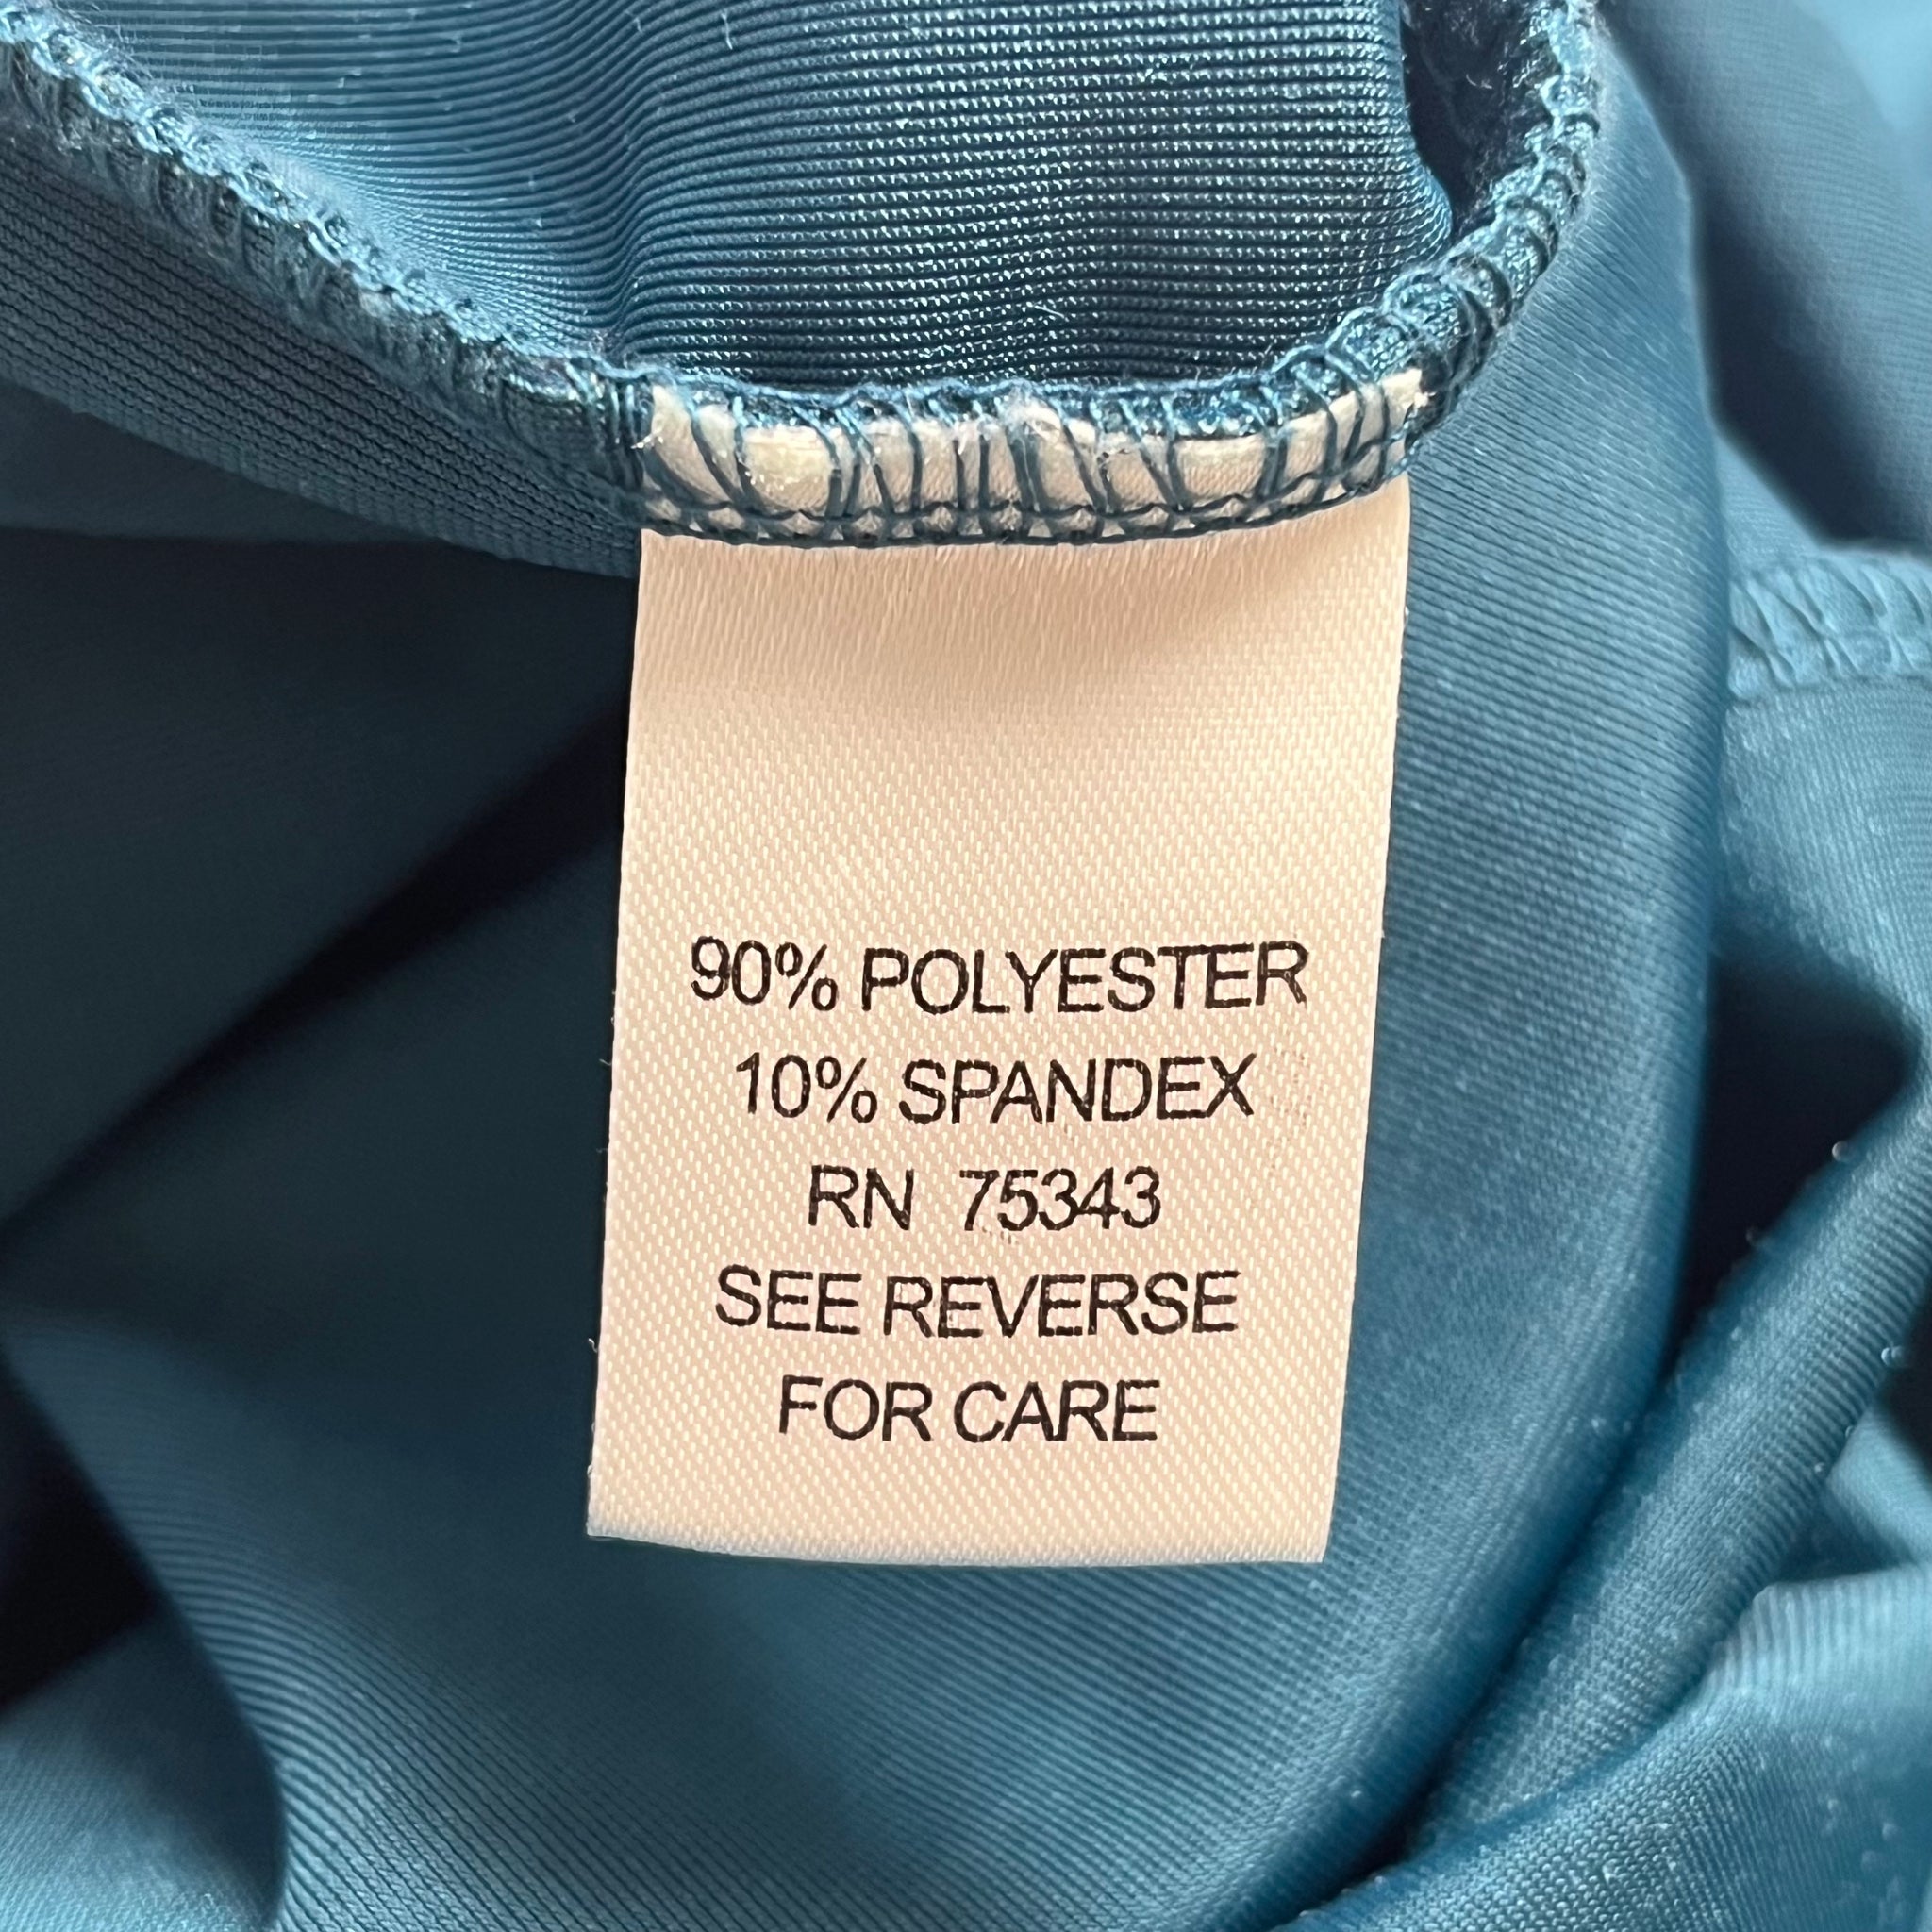 90% POLYESTER
10% SPANDEX
RN 75343
SEE REVERSE
FOR CARE